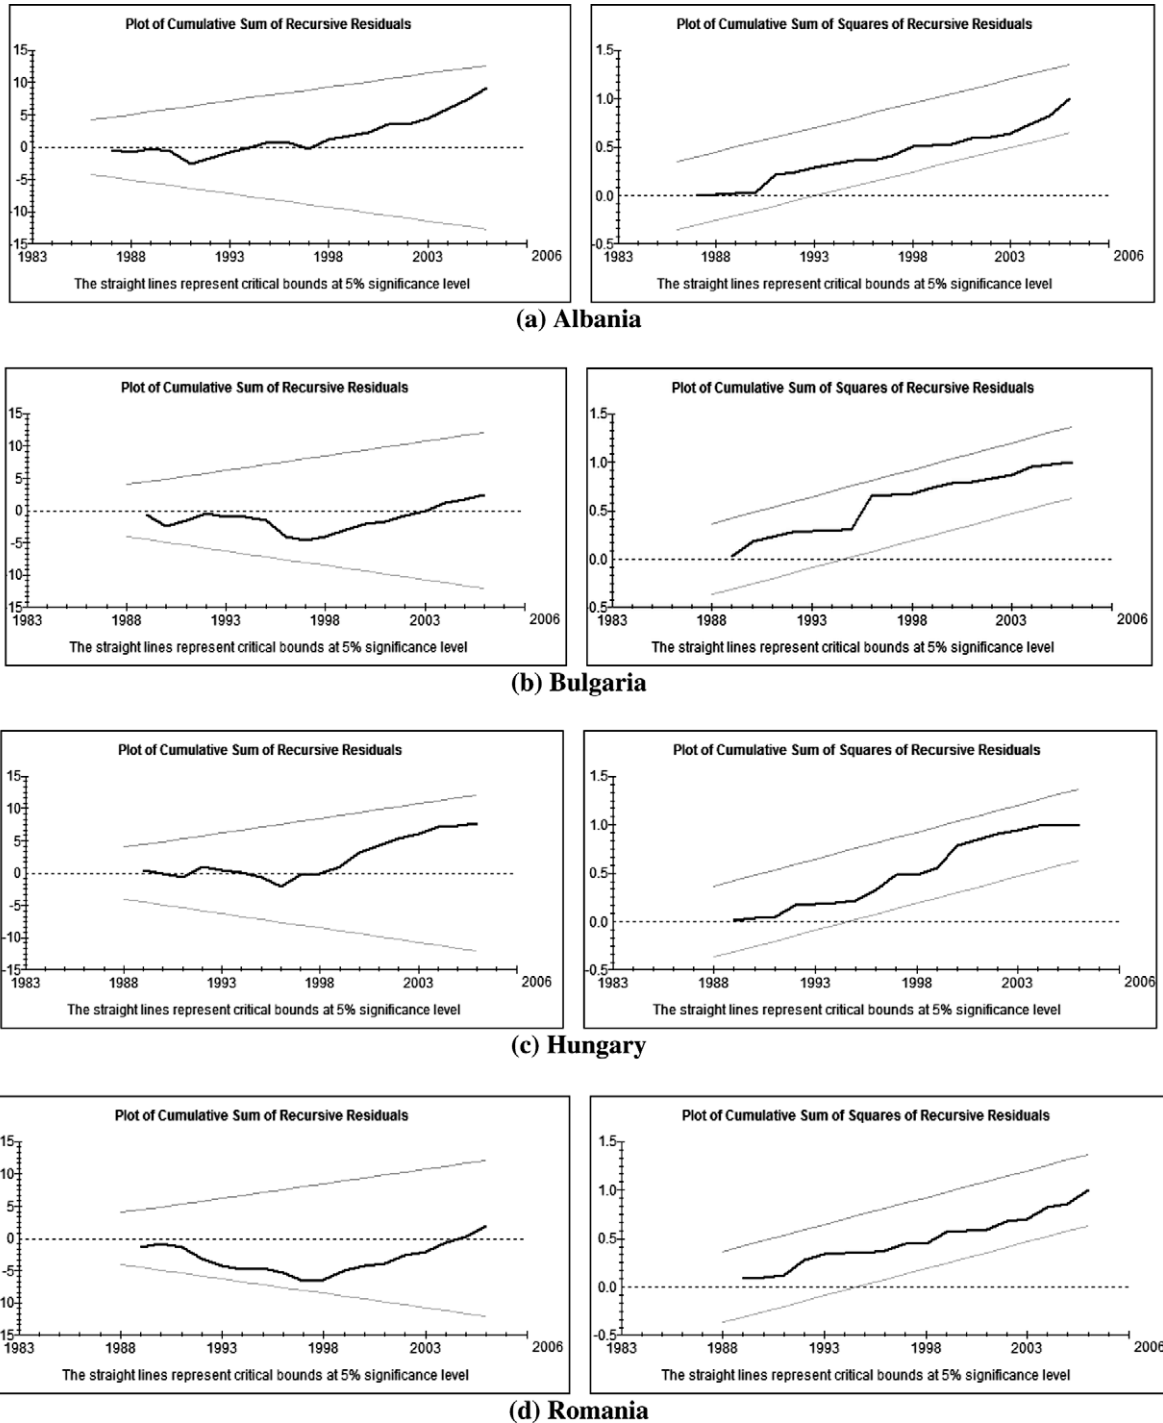 Plot of Cumulative Sum of Recursive Residuals
15
10
5
0
-5
-10
-15
1983 1988 1993 1998 2003 2006
The straight lines represent critical bounds at 5% significance level
Plot of Cumulative Sum of Squares of Recursive Residuals
1.5
1.0
0.5
0.0
-0.5
1983 1988 1993 1998 2003 2006
The straight lines represent critical bounds at 5% significance level
(a) Albania
Plot of Cumulative Sum of Recursive Residuals
15
10
5
0
-5
10
15
1983 1988 1993 1998 2003 2006
The straight lines represent critical bounds at 5% significance level
Plot of Cumulative Sum of Squares of Recursive Residuals
1.5
1.0
0.5
0.0
-0.5
1983 1988 1993 1998 2003 2006
The straight lines represent critical bounds at 5% significance level
(b) Bulgaria
Plot of Cumulative Sum of Recursive Residuals
15
10
5
0
-5
-10
-15
1983 1988 1993 1998 2003 2006
The straight lines represent critical bounds at 5% significance level
Plot of Cumulative Sum of Squares of Recursive Residuals
1.5
1.0
0.5
0.0
-0.5
1983 1988 1993 1998 2003 2006
The straight lines represent critical bounds at 5% significance level
(c) Hungary
Plot of Cumulative Sum of Recursive Residuals
15
10
5
0
-5
10
15
1983 1988 1993 1998 2003 2006
The straight lines represent critical bounds at 5% significance level
Plot of Cumulative Sum of Squares of Recursive Residuals
1.5
1.0
0.5
0.0
-0.5
1983 1988 1993 1998 2003 2006
The straight lines represent critical bounds at 5% significance level
(d) Romania